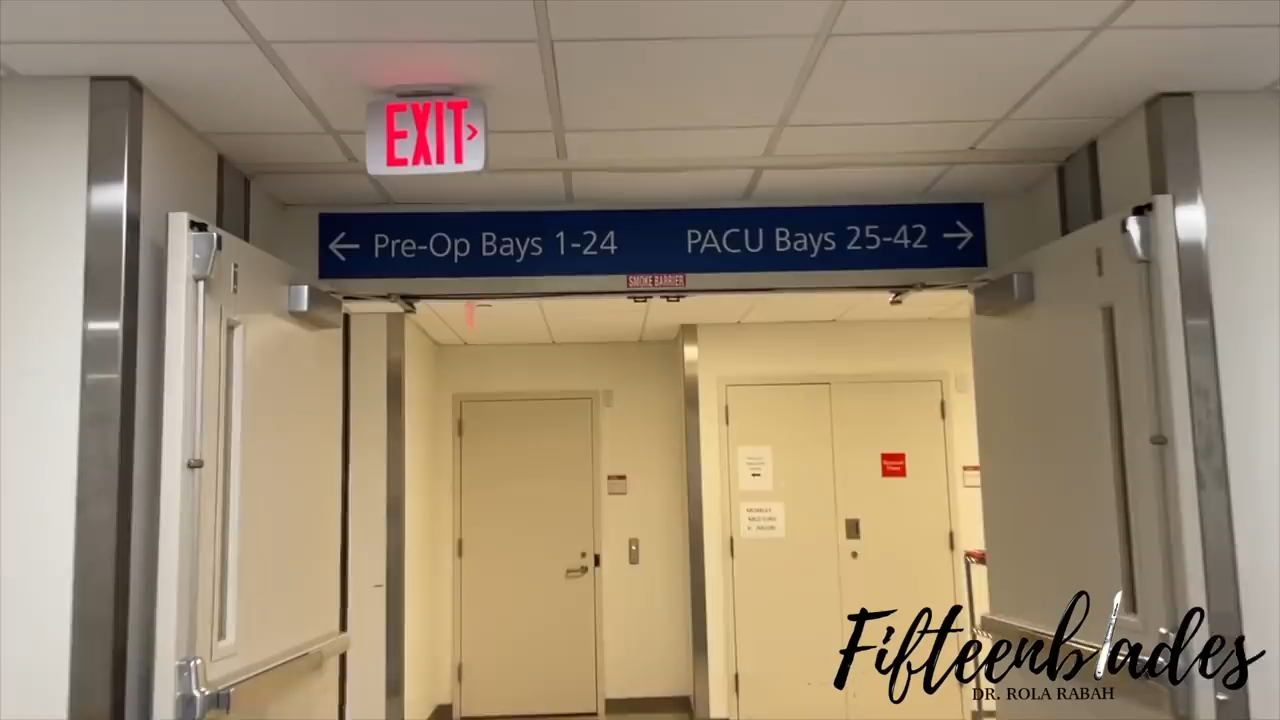 EXIT>
← Pre-Op Bays 1-24 PACU Bays 25-42 →
SMOKE BARRIER
Fifteenblades
DR. ROLA RABAH